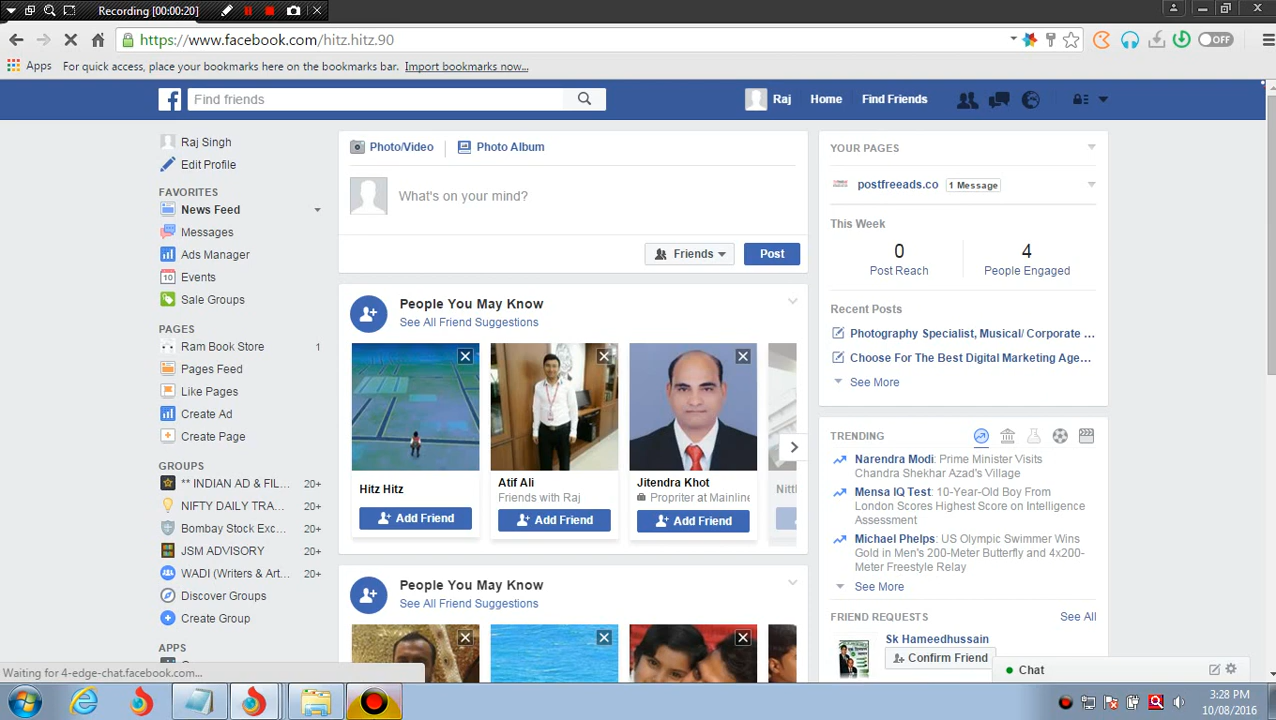 Recording [00:00:20]
https://www.facebook.com/hitz.hitz.90
OFF
Apps
For quick access, place your bookmarks here on the bookmarks bar. Import bookmarks now...
f
Find friends
Raj
Home
Find Friends
Raj Singh
Edit Profile
FAVORITES
News Feed
Messages
Ads Manager
10 Events
Sale Groups
PAGES
Ram Book Store 1
Pages Feed
Like Pages
Create Ad
Create Page
GROUPS
** INDIAN AD & FIL... 20+
NIFTY DAILY TRA... 20+
Bombay Stock Exc... 20+
JSM ADVISORY 20+
WADI (Writers & Art... 20+
Discover Groups
Create Group
APPS
Photo/Video
Photo Album
What's on your mind?
Friends
Post
People You May Know
See All Friend Suggestions
Hitz Hitz
Add Friend
Atif Ali
Friends with Raj
Add Friend
Jitendra Khot
Propriter at Mainline
Add Friend
People You May Know
See All Friend Suggestions
YOUR PAGES
postfreeads.co 1 Message
This Week
0
Post Reach
4
People Engaged
Recent Posts
Photography Specialist, Musical/ Corporate ...
Choose For The Best Digital Marketing Age...
See More
TRENDING
Narendra Modi: Prime Minister Visits
Chandra Shekhar Azad's Village
Mensa IQ Test: 10-Year-Old Boy From
London Scores Highest Score on Intelligence
Assessment
Michael Phelps: US Olympic Swimmer Wins
Gold in Men's 200-Meter Butterfly and 4x200-
Meter Freestyle Relay
See More
FRIEND REQUESTS See All
Sk Hameedhussain
Confirm Friend
Chat
Waiting for 4-edge-chat.facebook.com...
3:28 PM
10/08/2016